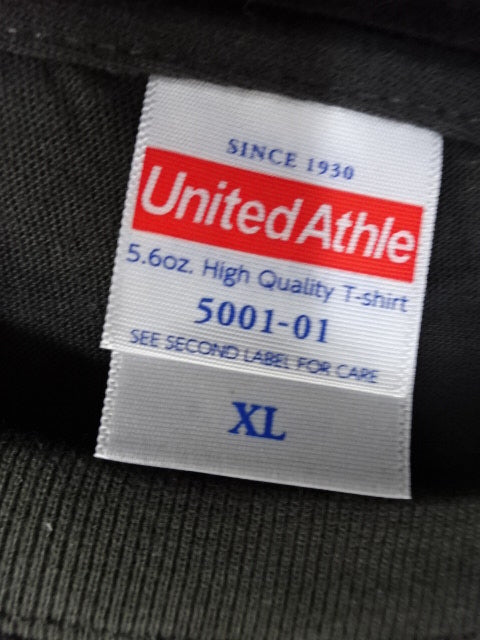 SINCE 1930
United Athle
5.6oz. High Quality T-shirt
5001-01
SEE SECOND LABEL FOR CARE
XL